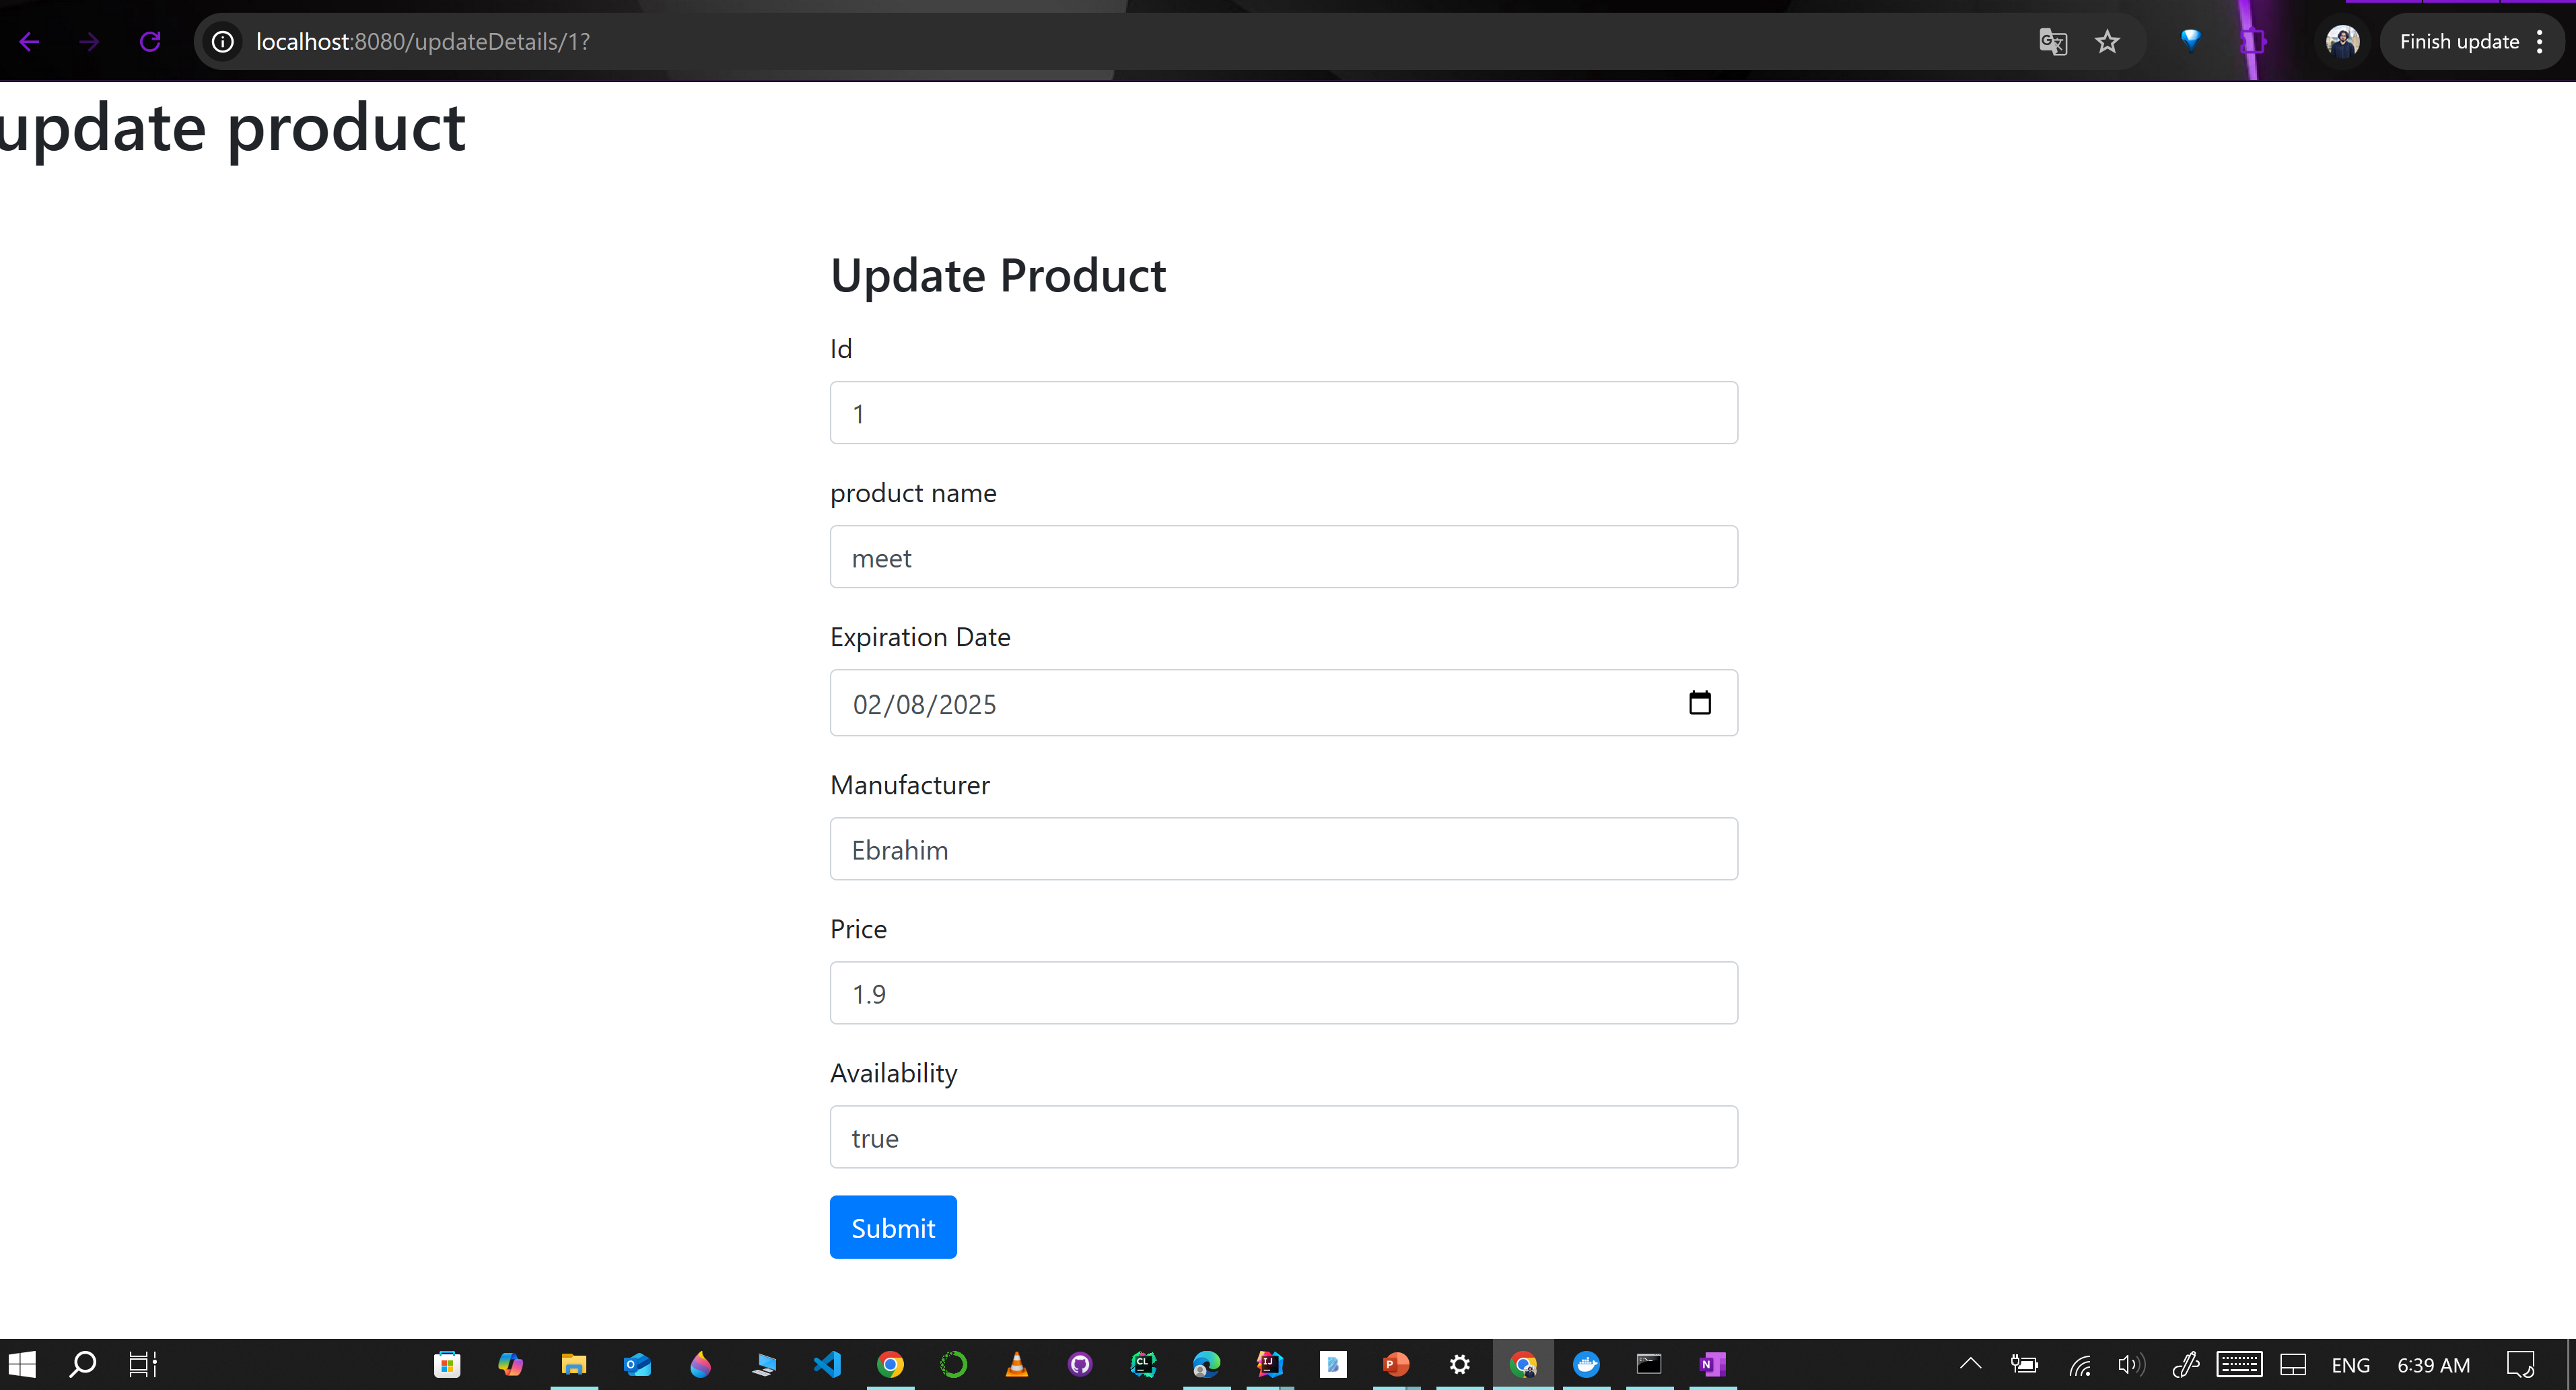 localhost:8080/updateDetails/1?
Finish update
update product
Update Product
Id
1
product name
meet
Expiration Date
02/08/2025
Manufacturer
Ebrahim
Price
1.9
Availability
true
Submit
ENG
6:39 AM